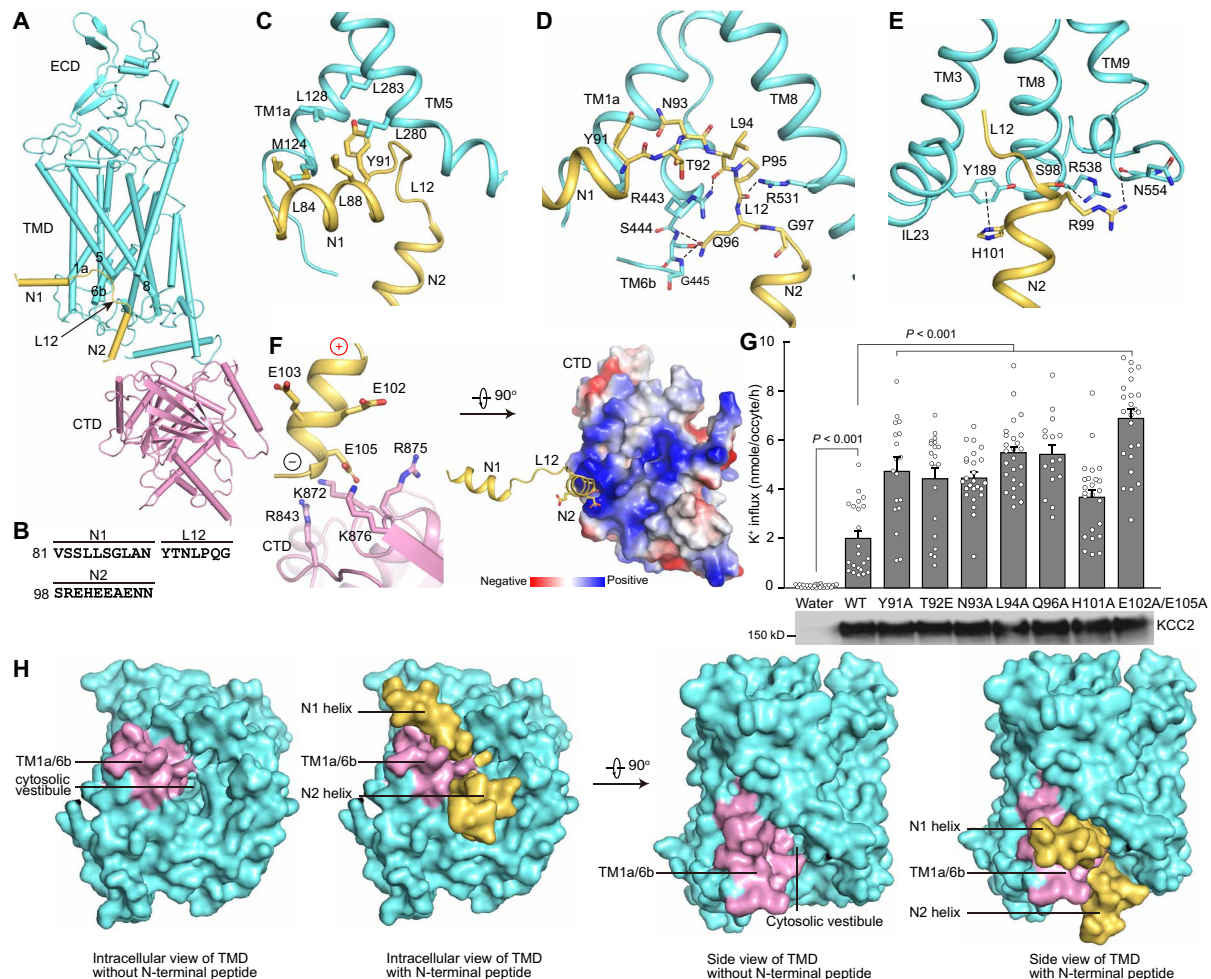 A
ECD
TMD
1a
5
6b
8
N1
L12
N2
CTD
B
N1 L12
81 VSSLLSGLAN YTNLPQG
N2
98 SREHEEAENN
C
L283
L128
TM1a
TM5
L280
M124
Y91
L12
L84
L88
N1
N2
D
N93
TM1a
TM8
L94
Y91
T92
P95
N1
R443
R531
L12
S444
Q96
G97
TM6b
G445
N2
E
TM9
TM3
TM8
L12
Y189
S98
R538
N554
R99
IL23
H101
N2
F
+
E103
E102
E105
R875
K872
R843
K876
CTD
−
90°
CTD
N1
L12
N2
Negative
Positive
G
P < 0.001
P < 0.001
K⁺ influx (nmole/oocyte/h)
10
8
6
4
2
0
Water WT Y91A T92E N93A L94A Q96A H101A E102A/E105A
150 kD
KCC2
H
TM1a/6b
cytosolic
vestibule
Intracellular view of TMD
without N-terminal peptide
N1 helix
TM1a/6b
N2 helix
Intracellular view of TMD
with N-terminal peptide
90°
TM1a/6b
Cytosolic vestibule
Side view of TMD
without N-terminal peptide
N1 helix
TM1a/6b
N2 helix
Side view of TMD
with N-terminal peptide